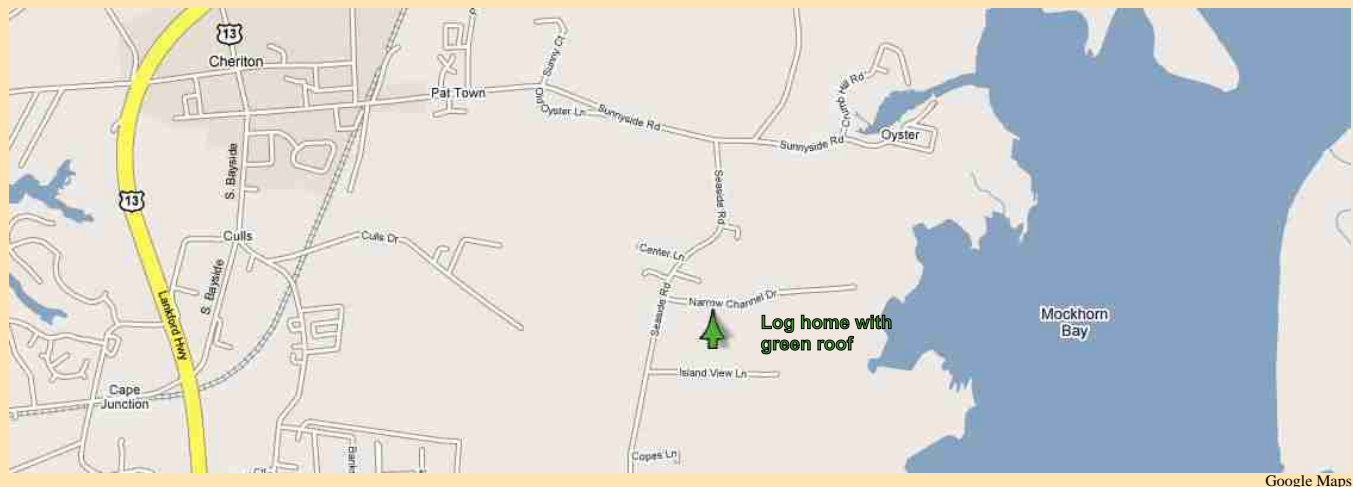 13
Cheriton
Pat Town
Sunny Ct
Old Oyster Ln
Sunnyside Rd
Crumb Hill Rd
Oyster
Sunnyside Rd
S. Bayside
Seaside Rd
13
Culls
Culls Dr
Center Ln
S. Bayside
Lankford Hwy
Seaside Rd
Narrow Channel Dr
Log home with
green roof
Mockhorn
Bay
Island View Ln
Cape
Junction
Copes Ln
Google Maps